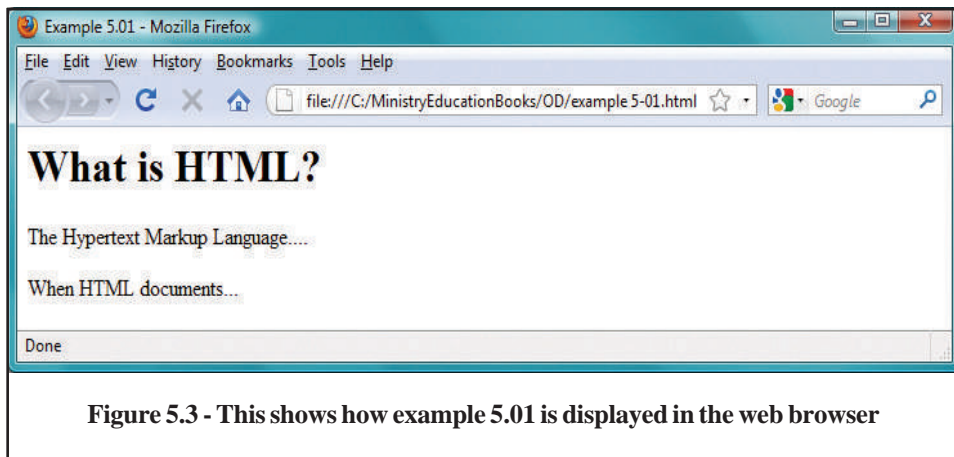 Example 5.01 - Mozilla Firefox
File Edit View History Bookmarks Tools Help
file:///C:/MinistryEducationBooks/OD/example 5-01.html Google
What is HTML?
The Hypertext Markup Language....
When HTML documents...
Done
Figure 5.3 - This shows how example 5.01 is displayed in the web browser